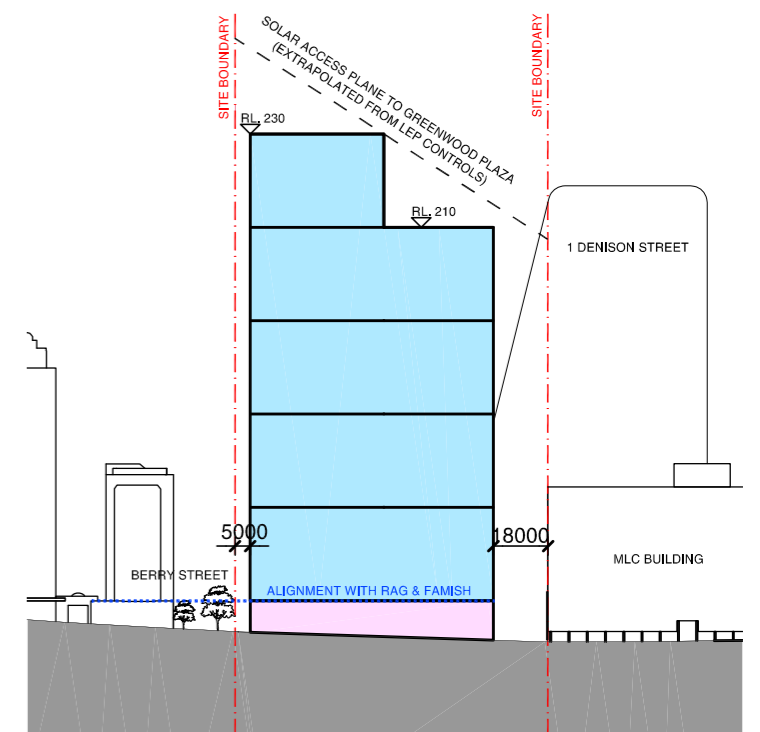 SITE BOUNDARY
SOLAR ACCESS PLANE TO GREENWOOD PLAZA
(EXTRAPOLATED FROM LEP CONTROLS)
SITE BOUNDARY
RL. 230
RL. 210
1 DENISON STREET
5000
18000
MLC BUILDING
BERRY STREET
ALIGNMENT WITH RAG & FAMISH